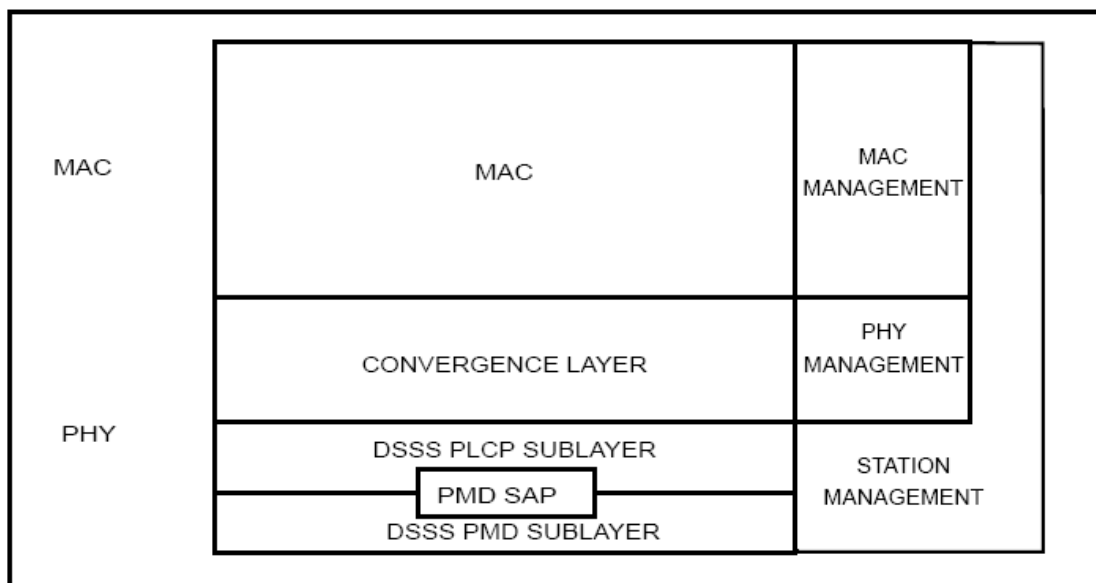 MAC
MAC
MAC
MANAGEMENT
CONVERGENCE LAYER
PHY
MANAGEMENT
PHY
DSSS PLCP SUBLAYER
PMD SAP
DSSS PMD SUBLAYER
STATION
MANAGEMENT